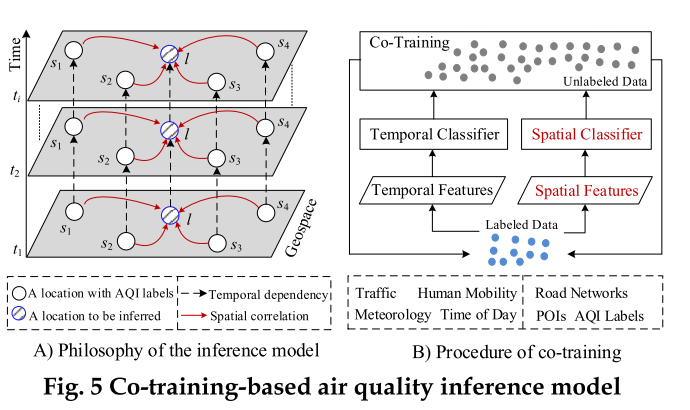 Time
s1
l
s4
s2
s3
ti
s1
l
s4
s2
s3
t2
s1
l
s4
s2
s3
t1
Geospace
A location with AQI labels
Temporal dependency
A location to be inferred
Spatial correlation
A) Philosophy of the inference model
Co-Training
Unlabeled Data
Temporal Classifier
Spatial Classifier
Temporal Features
Spatial Features
Labeled Data
Traffic Human Mobility
Meteorology Time of Day
Road Networks
POIs AQI Labels
B) Procedure of co-training
Fig. 5 Co-training-based air quality inference model